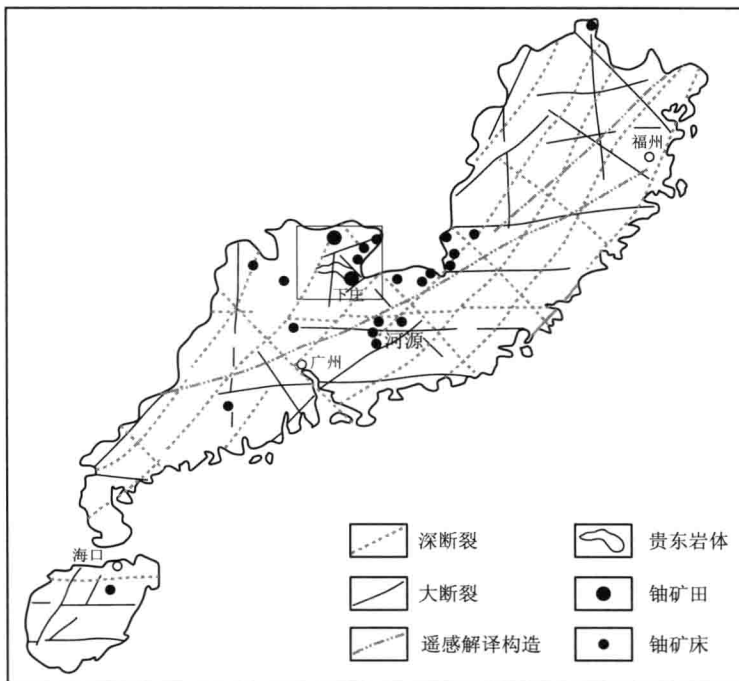 福州
下庄
河源
广州
海口
深断裂
贵东岩体
大断裂
铀矿田
遥感解译构造
铀矿床